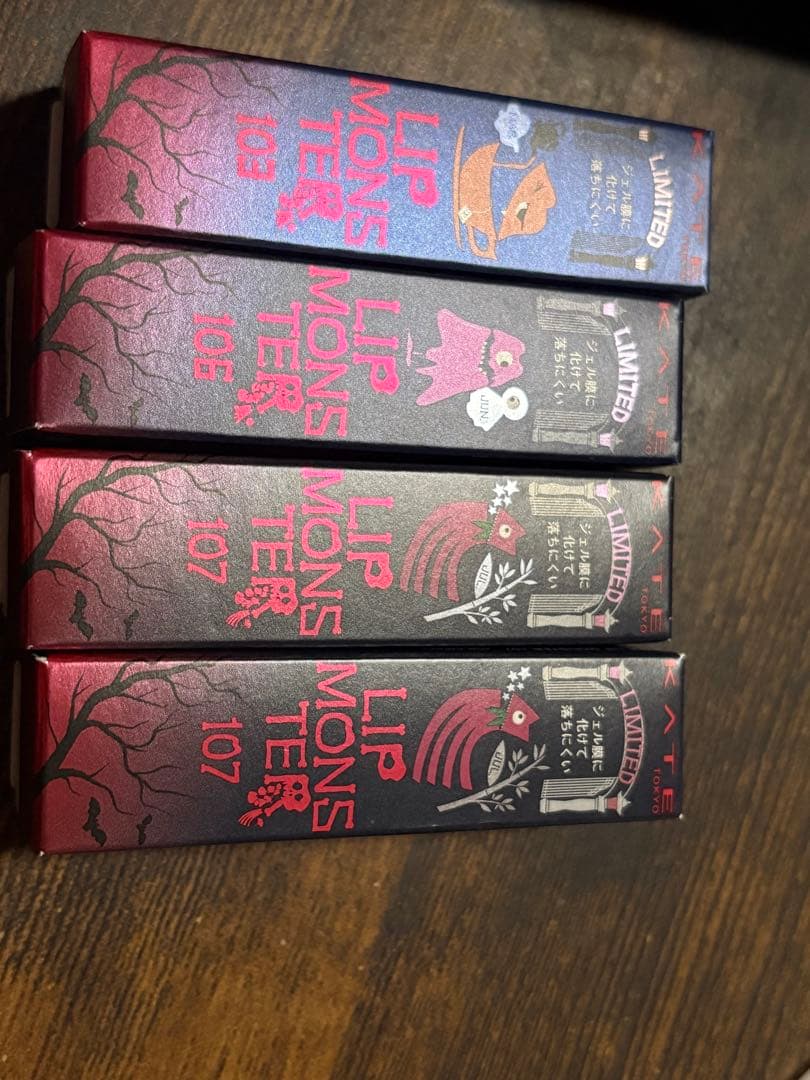 KATE
LIMITED
ジェル膜に
化けて
落ちにくい
LIP
MONS
TER
103
KATE
TOKYO
LIMITED
ジェル膜に
化けて
落ちにくい
JUN
LIP
MONS
TER
106
KATE
TOKYO
LIMITED
ジェル膜に
化けて
落ちにくい
JUL
LIP
MONS
TER
107
KATE
TOKYO
LIMITED
ジェル膜に
化けて
落ちにくい
JUL
LIP
MONS
TER
107